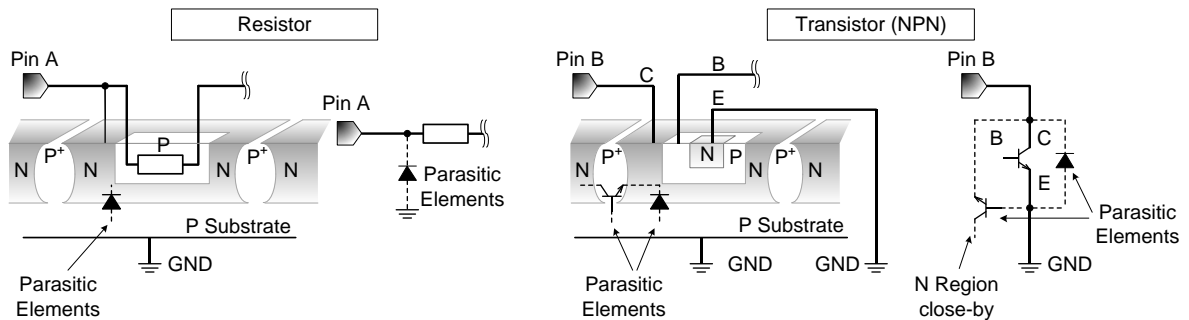 Resistor
Transistor (NPN)
Pin A
Pin A
Pin B
Pin B
C
B
E
N
P+
N
P
N
P+
N
N
P+
N
N
P
P+
N
B
C
E
Parasitic
Elements
P Substrate
GND
Parasitic
Elements
P Substrate
GND
GND
Parasitic
Elements
Parasitic
Elements
GND
N Region
close-by